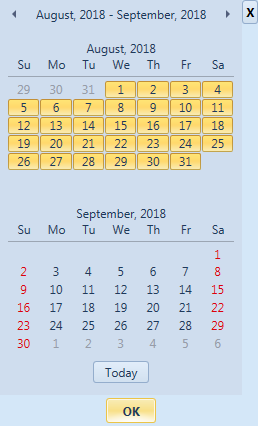 August, 2018 - September, 2018 X
August, 2018
Su Mo Tu We Th Fr Sa
29 30 31 1 2 3 4
5 6 7 8 9 10 11
12 13 14 15 16 17 18
19 20 21 22 23 24 25
26 27 28 29 30 31
September, 2018
Su Mo Tu We Th Fr Sa
1
2 3 4 5 6 7 8
9 10 11 12 13 14 15
16 17 18 19 20 21 22
23 24 25 26 27 28 29
30 1 2 3 4 5 6
Today
OK